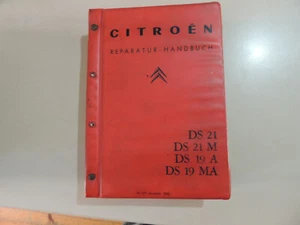 CITROËN
REPARATUR-HANDBUCH
DS 21
DS 21 M
DS 19 A
DS 19 MA